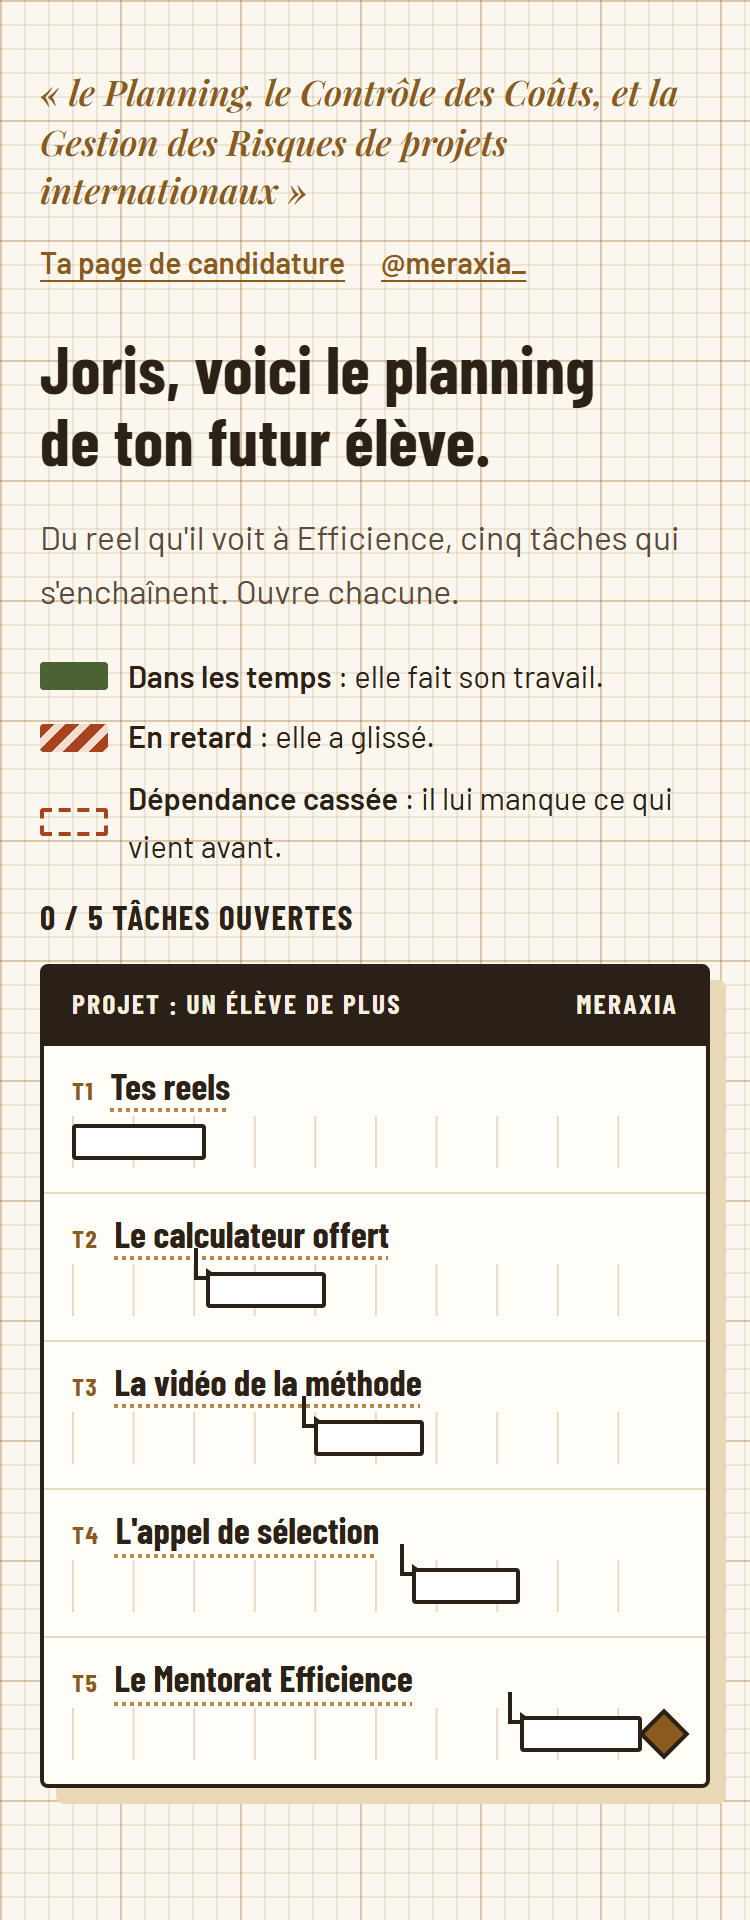 « le Planning, le Contrôle des Coûts, et la
Gestion des Risques de projets
internationaux »
Ta page de candidature @meraxia_
Joris, voici le planning
de ton futur élève.
Du reel qu'il voit à Efficience, cinq tâches qui
s'enchaînent. Ouvre chacune.
Dans les temps : elle fait son travail.
En retard : elle a glissé.
Dépendance cassée : il lui manque ce qui
vient avant.
0 / 5 TÂCHES OUVERTES
PROJET : UN ÉLÈVE DE PLUS MERAXIA
T1 Tes reels
T2 Le calculateur offert
T3 La vidéo de la méthode
T4 L'appel de sélection
T5 Le Mentorat Efficience